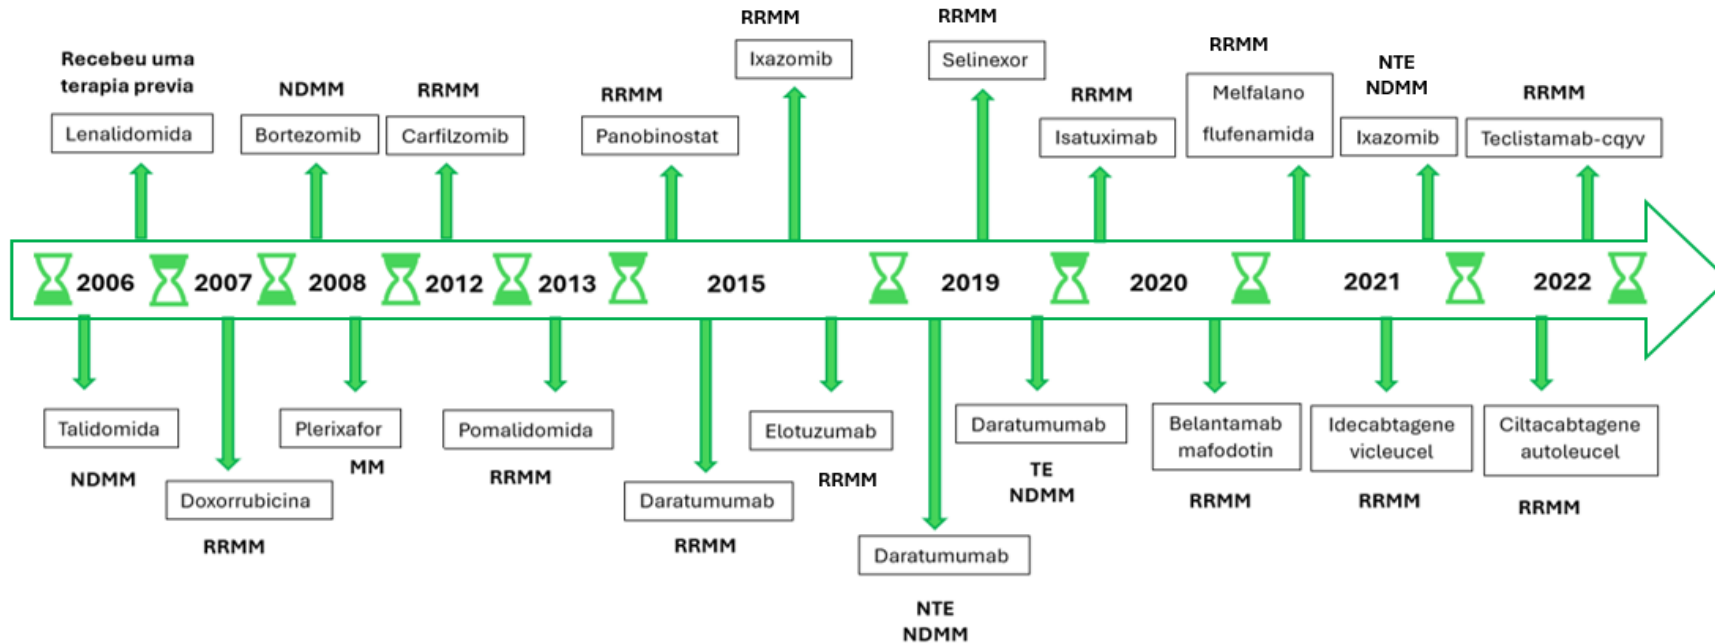 RRMM
Ixazomib
RRMM
Selinexor
Recebeu uma
terapia previa
Lenalidomida
NDMM
Bortezomib
RRMM
Carfilzomib
RRMM
Panobinostat
RRMM
Isatuximab
RRMM
Melfalano
flufenamida
NTE
NDMM
Ixazomib
RRMM
Teclistamab-cqyv
2006
2007
2008
2012
2013
2015
2019
2020
2021
2022
Talidomida
NDMM
Doxorrubicina
RRMM
Plerixafor
MM
Pomalidomida
RRMM
Daratumumab
RRMM
Elotuzumab
RRMM
Daratumumab
NTE
NDMM
Daratumumab
TE
NDMM
Belantamab
mafodotin
RRMM
Idecabtagene
vicleucel
RRMM
Ciltacabtagene
autoleucel
RRMM